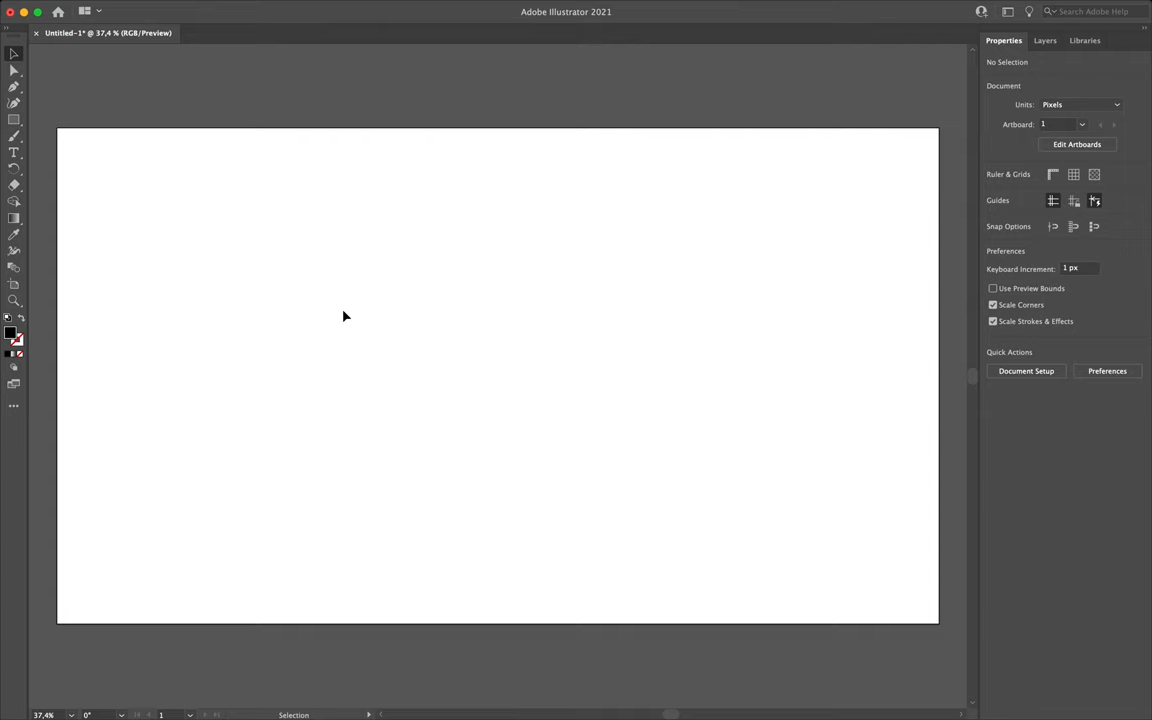 Adobe Illustrator 2021
Search Adobe Help
Untitled-1* @ 37,4 % (RGB/Preview)
Properties
Layers
Libraries
No Selection
Document
Units:
Pixels
Artboard:
1
Edit Artboards
Ruler & Grids
Guides
Snap Options
Preferences
Keyboard Increment:
1 px
Use Preview Bounds
Scale Corners
Scale Strokes & Effects
Quick Actions
Document Setup
Preferences
37,4%
0°
1
Selection